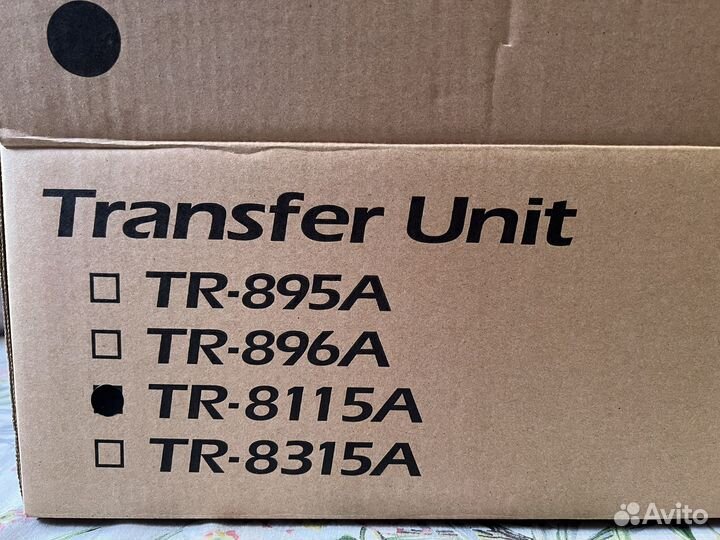 Transfer Unit
TR-895A
TR-896A
TR-8115A
TR-8315A
Avito